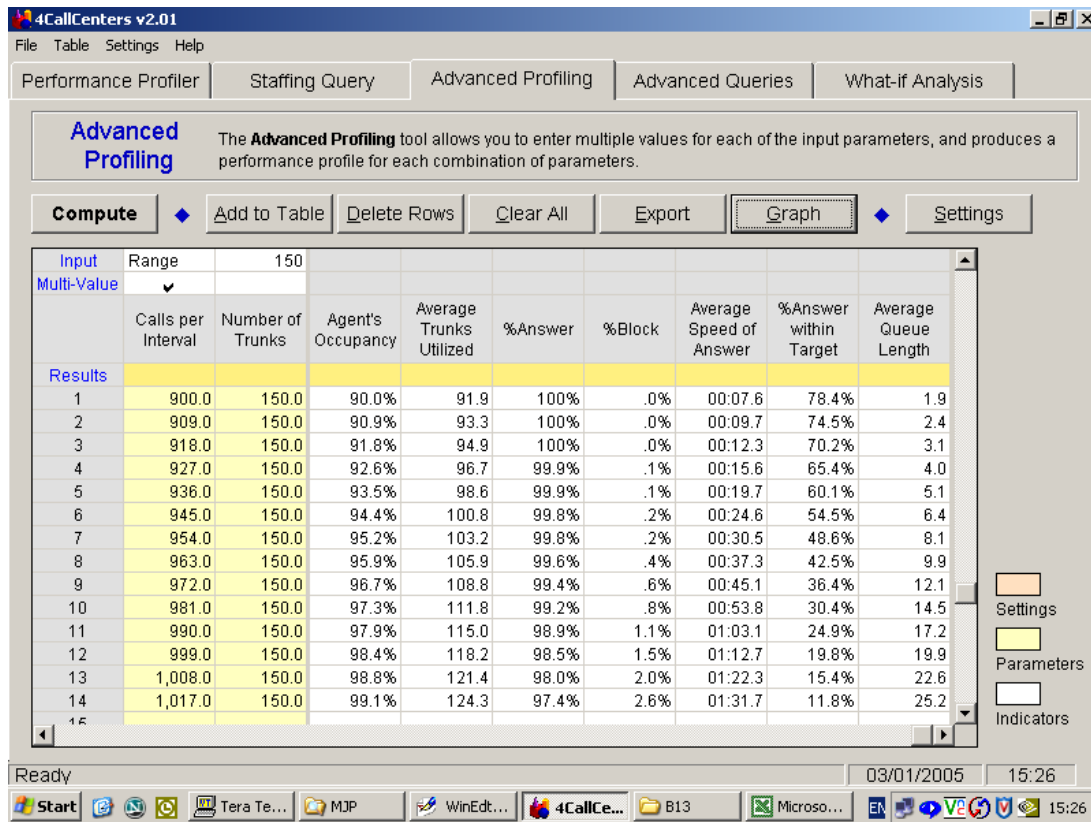 4CallCenters v2.01
File Table Settings Help
Performance Profiler Staffing Query Advanced Profiling Advanced Queries What-if Analysis
Advanced Profiling
The Advanced Profiling tool allows you to enter multiple values for each of the input parameters, and produces a
performance profile for each combination of parameters.
Compute Add to Table Delete Rows Clear All Export Graph Settings
Input Range 150
Multi-Value
Calls per Interval Number of Trunks Agent's Occupancy Average Trunks Utilized %Answer %Block Average Speed of Answer %Answer within Target Average Queue Length
Results
1 900.0 150.0 90.0% 91.9 100% .0% 00:07.6 78.4% 1.9
2 909.0 150.0 90.9% 93.3 100% .0% 00:09.7 74.5% 2.4
3 918.0 150.0 91.8% 94.9 100% .0% 00:12.3 70.2% 3.1
4 927.0 150.0 92.6% 96.7 99.9% .1% 00:15.6 65.4% 4.0
5 936.0 150.0 93.5% 98.6 99.9% .1% 00:19.7 60.1% 5.1
6 945.0 150.0 94.4% 100.8 99.8% .2% 00:24.6 54.5% 6.4
7 954.0 150.0 95.2% 103.2 99.8% .2% 00:30.5 48.6% 8.1
8 963.0 150.0 95.9% 105.9 99.6% .4% 00:37.3 42.5% 9.9
9 972.0 150.0 96.7% 108.8 99.4% .6% 00:45.1 36.4% 12.1
10 981.0 150.0 97.3% 111.8 99.2% .8% 00:53.8 30.4% 14.5
11 990.0 150.0 97.9% 115.0 98.9% 1.1% 01:03.1 24.9% 17.2
12 999.0 150.0 98.4% 118.2 98.5% 1.5% 01:12.7 19.8% 19.9
13 1,008.0 150.0 98.8% 121.4 98.0% 2.0% 01:22.3 15.4% 22.6
14 1,017.0 150.0 99.1% 124.3 97.4% 2.6% 01:31.7 11.8% 25.2
15
Settings
Parameters
Indicators
Ready 03/01/2005 15:26
Start Tera Te... MJP WinEdt... 4CallCe... B13 Microso... EN 15:26